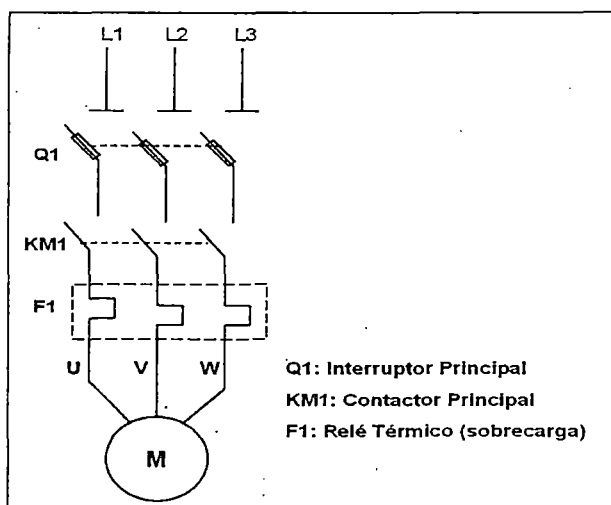 L1 L2 L3
Q1
KM1
F1
U V W
Q1: Interruptor Principal
KM1: Contactor Principal
F1: Relé Térmico (sobrecarga)
M